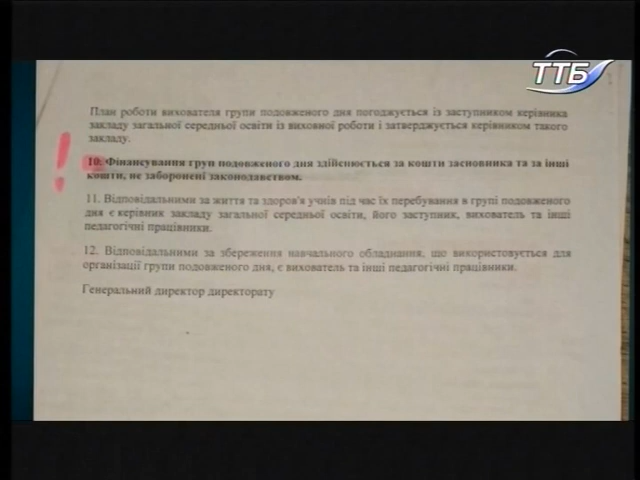 ТТБ
План роботи вихователя групи подовженого дня погоджується із заступником керівника
закладу загальної середньої освіти із виховної роботи і затверджується керівником такого
закладу.
10. Фінансування груп подовженого дня здійснюється за кошти засновника та за інші
кошти, не заборонені законодавством.
11. Відповідальними за життя та здоров'я учнів під час їх перебування в групі подовженого
дня є керівник закладу загальної середньої освіти, його заступник, вихователь та інші
педагогічні працівники.
12. Відповідальними за збереження навчального обладнання, що використовується для
організації групи подовженого дня, є вихователь та інші педагогічні працівники.
Генеральний директор директорату